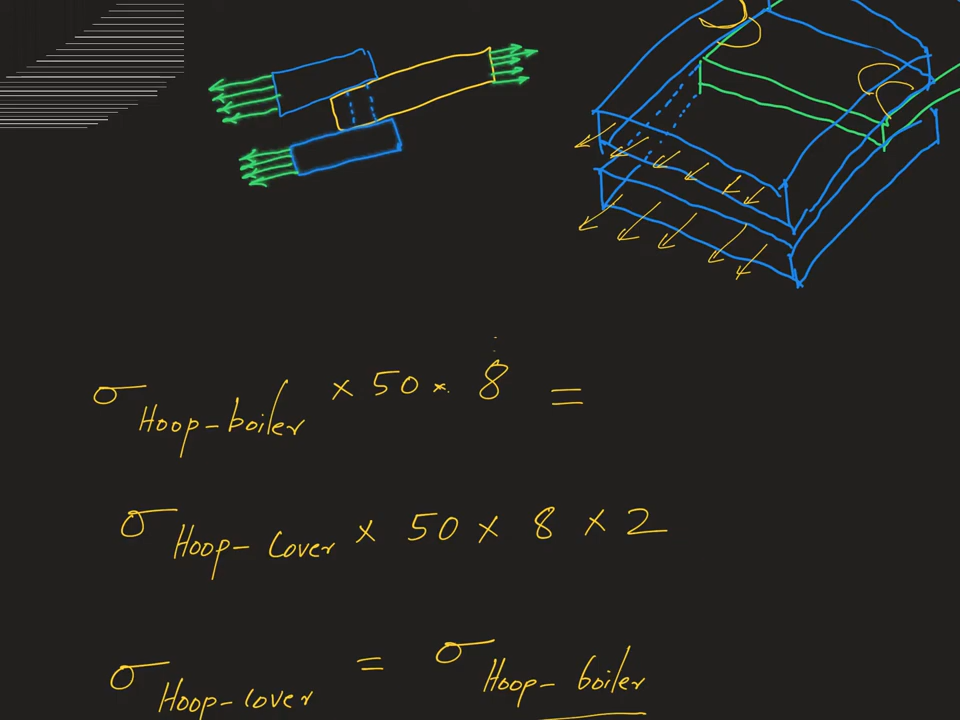 σ Hoop-boiler × 50 × 8 =
σ Hoop-cover × 50 × 8 × 2
σ Hoop-cover = σ Hoop-boiler